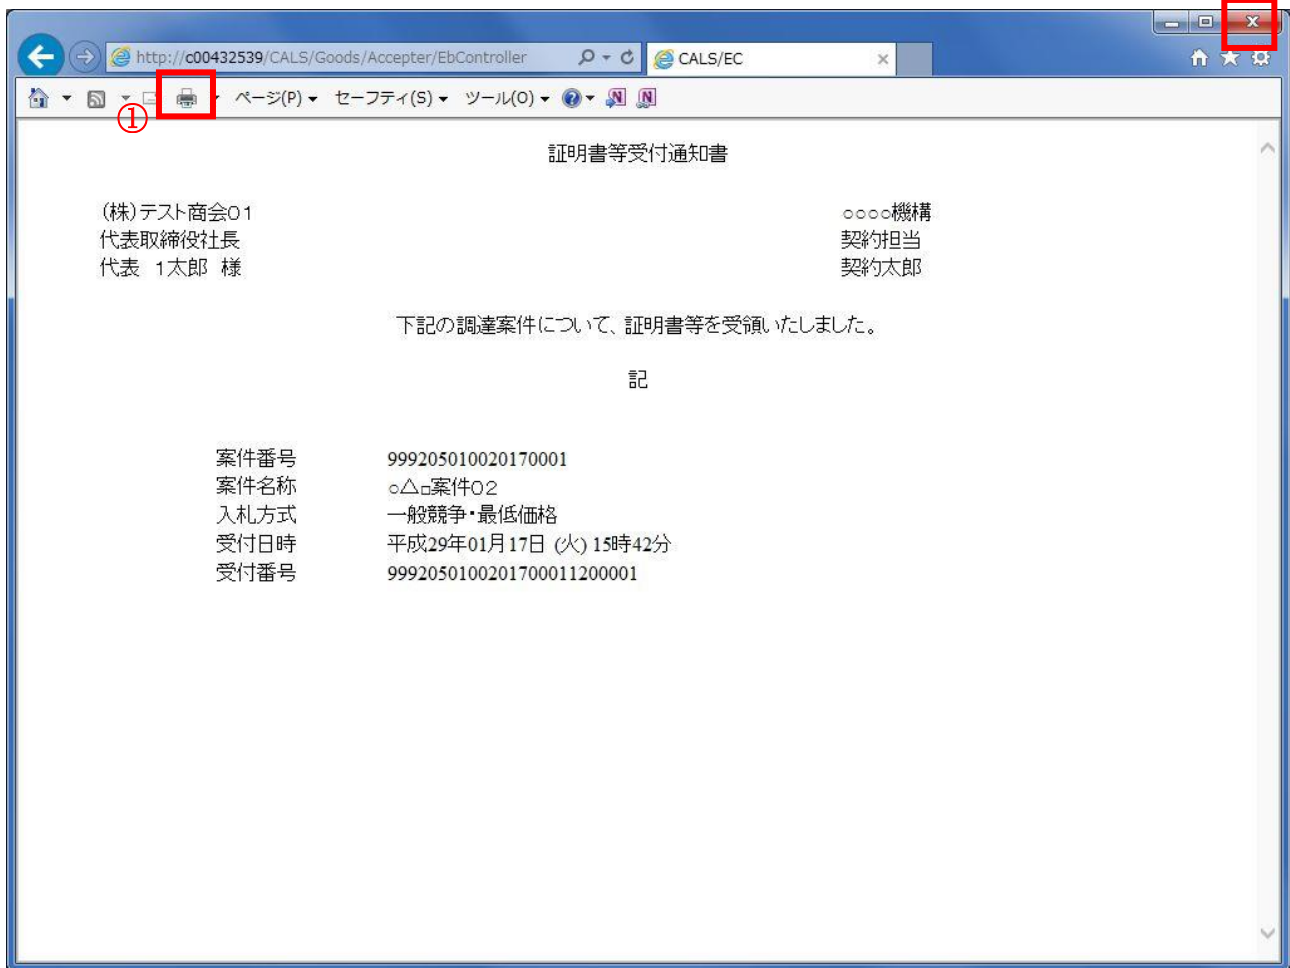 http://c00432539/CALS/Goods/Accepter/EbController
CALS/EC
ページ(P) セーフティ(S) ツール(O)
①
証明書等受付通知書
(株)テスト商会01
代表取締役社長
代表 1太郎 様
○○○○機構
契約担当
契約太郎
下記の調達案件について、証明書等を受領いたしました。
記
案件番号 999205010020170001
案件名称 ○△□案件02
入札方式 一般競争・最低価格
受付日時 平成29年01月17日 (火) 15時42分
受付番号 9992050100201700011200001